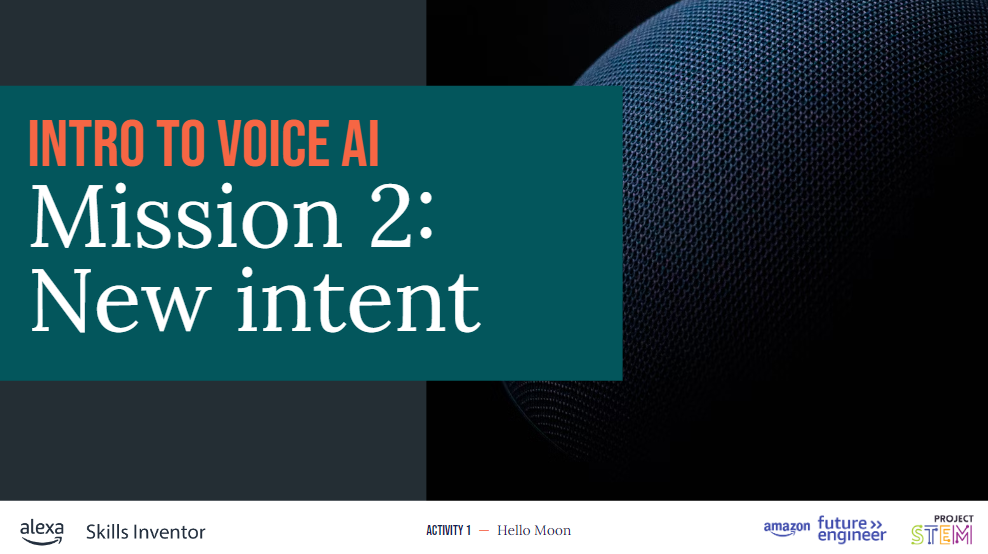 INTRO TO VOICE AI
Mission 2:
New intent
alexa
Skills Inventor
ACTIVITY 1 — Hello Moon
amazon future >>
engineer
PROJECT
STEM